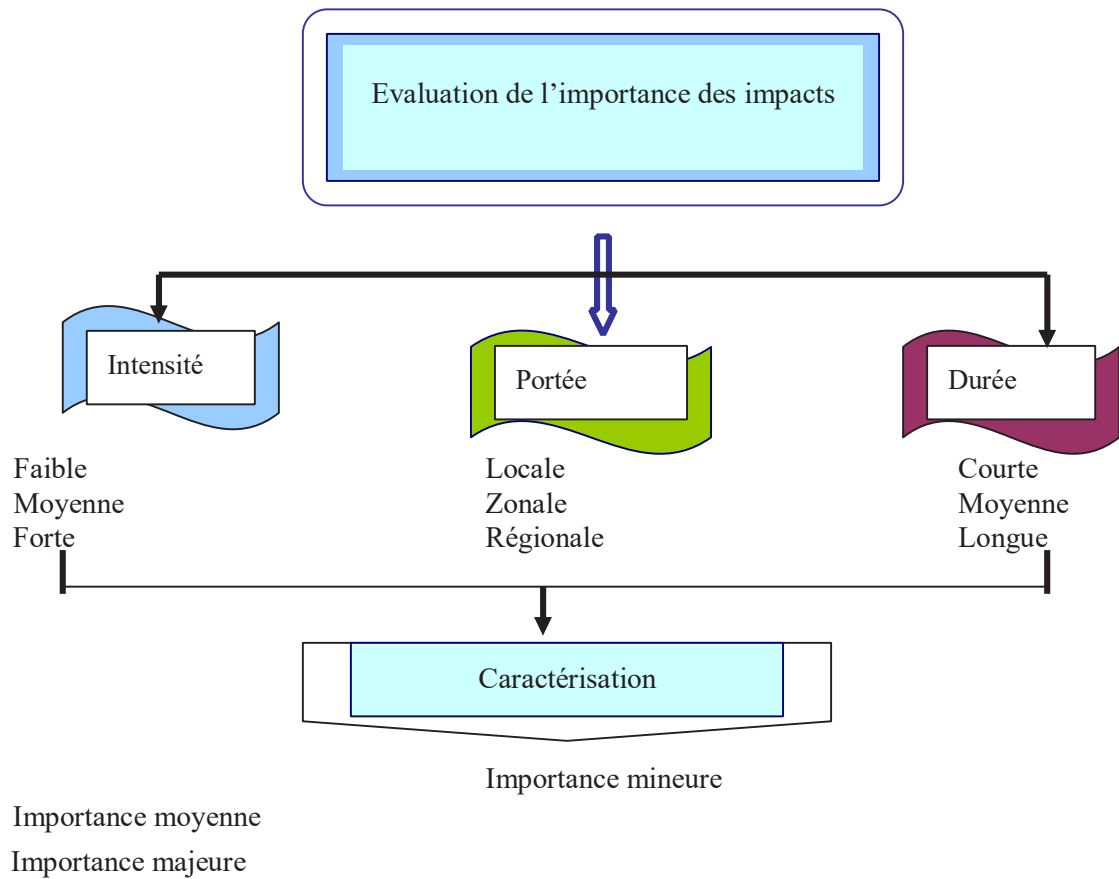 Evaluation de l’importance des impacts
Intensité
Portée
Durée
Faible
Moyenne
Forte
Locale
Zonale
Régionale
Courte
Moyenne
Longue
Caractérisation
Importance mineure
Importance moyenne
Importance majeure